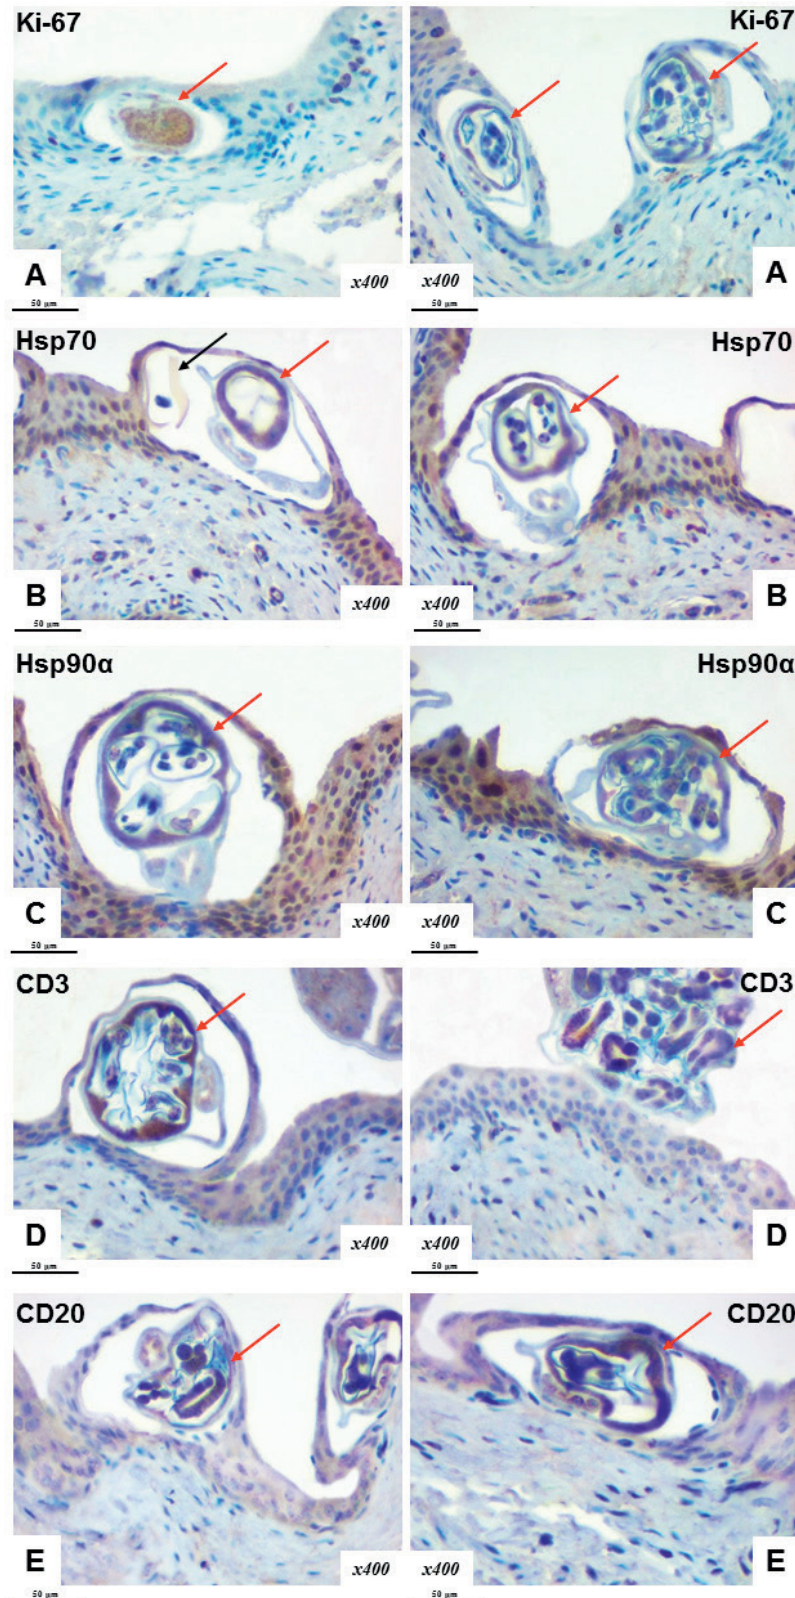 Ki-67 Ki-67
A x400 x400 A
50 µm 50 µm
Hsp70 Hsp70
B x400 x400 B
50 µm 50 µm
Hsp90α Hsp90α
C x400 x400 C
50 µm 50 µm
CD3 CD3
D x400 x400 D
50 µm 50 µm
CD20 CD20
E x400 x400 E
50 µm 50 µm